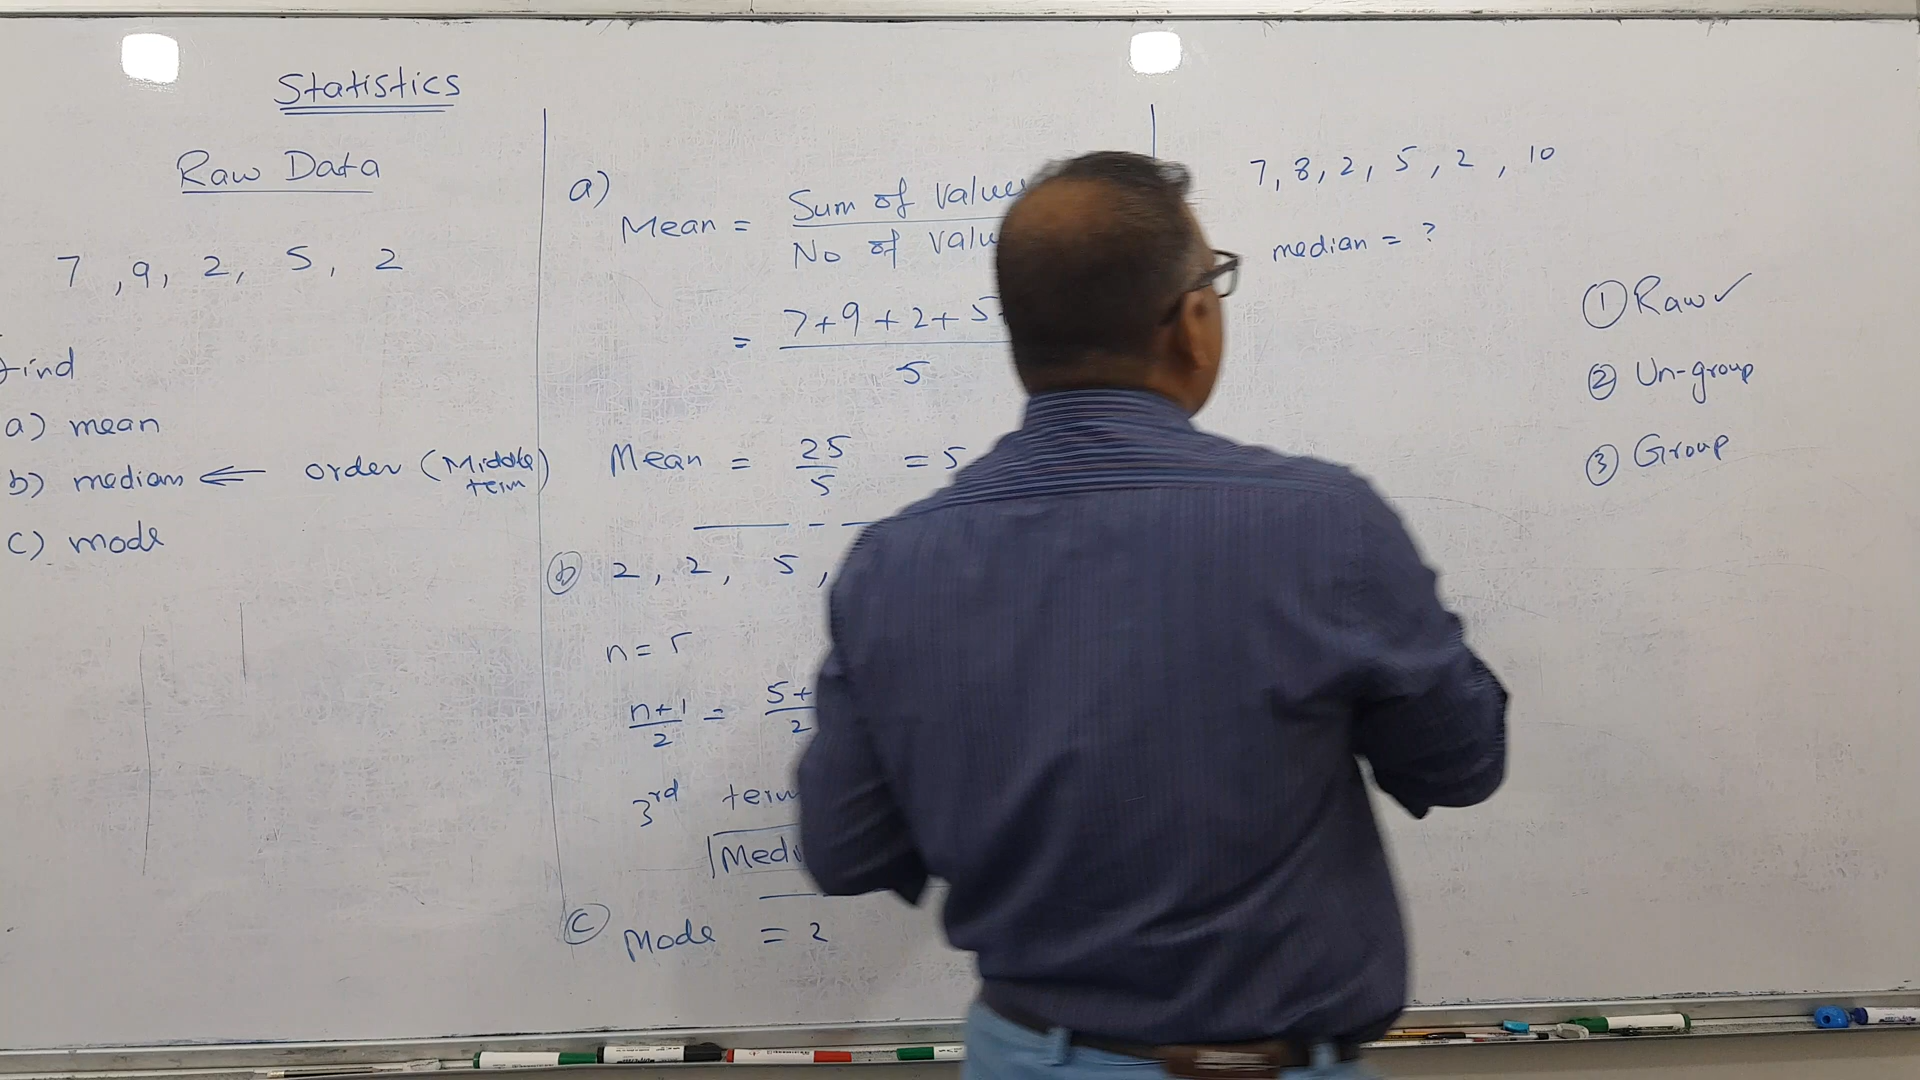 Statistics
Raw Data
7, 9, 2, 5, 2
find
a) mean
b) median ⇐ order (Middle term)
c) mode
a)
Mean = Sum of values
No of
= 7+9+2+5
5
Mean = 25/5 = 5
b) 2, 2, 5,
n = 5
n+1/2 = 5+ /2
3rd term
c) Mode = 2
7, 8, 2, 5, 2, 10
median = ?
① Raw ✓
② Un-group
③ Group